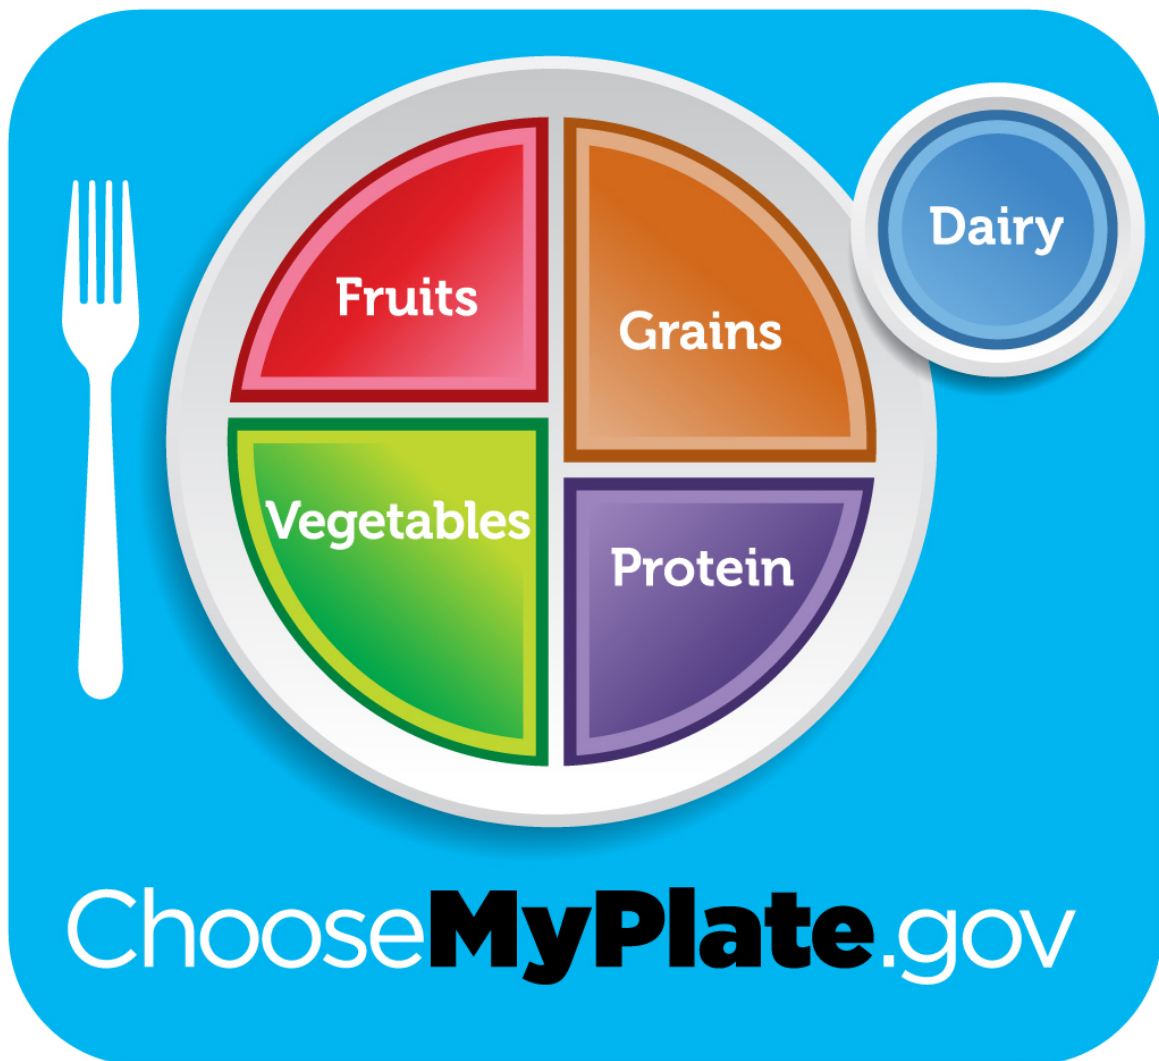 Fruits
Grains
Dairy
Vegetables
Protein
ChooseMyPlate.gov